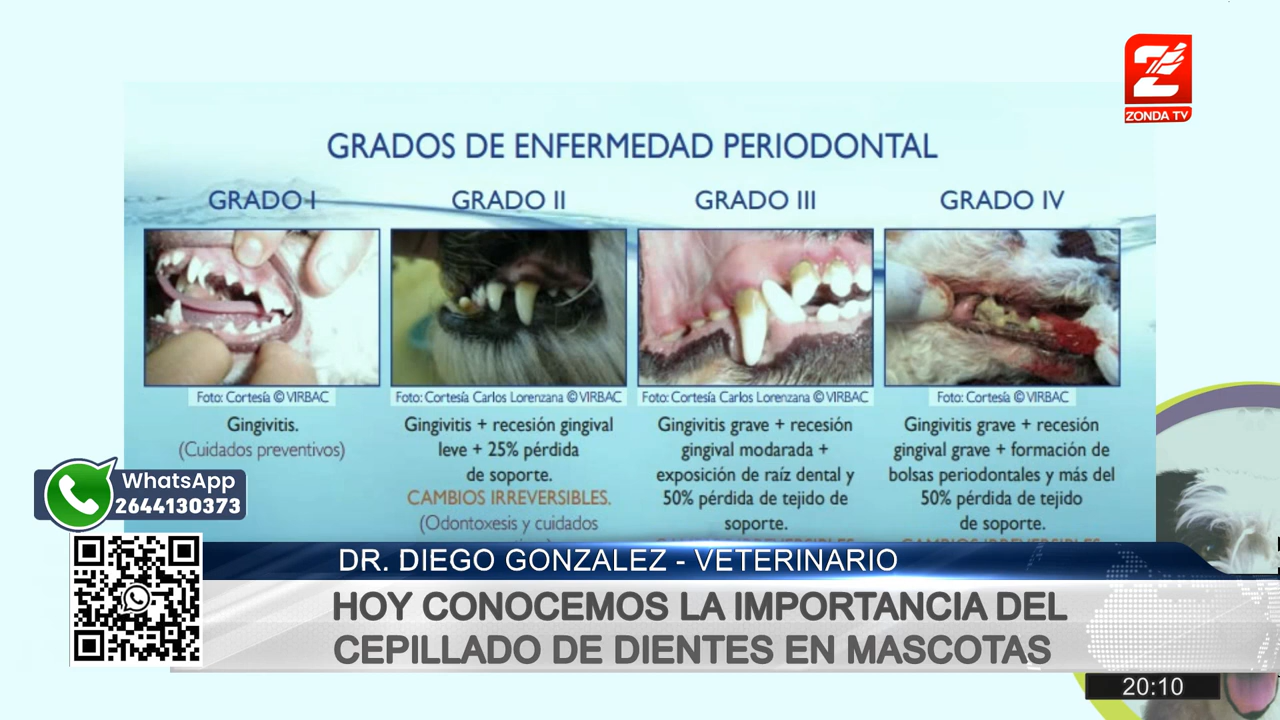 ZONDA TV
GRADOS DE ENFERMEDAD PERIODONTAL
GRADO I
Foto: Cortesía © VIRBAC
Gingivitis.
(Cuidados preventivos)
GRADO II
Foto: Cortesía Carlos Lorenzana © VIRBAC
Gingivitis + recesión gingival
leve + 25% pérdida
de soporte.
CAMBIOS IRREVERSIBLES.
(Odontoxesis y cuidados
GRADO III
Foto: Cortesía Carlos Lorenzana © VIRBAC
Gingivitis grave + recesión
gingival modarada +
exposición de raíz dental y
50% pérdida de tejido de
soporte.
GRADO IV
Foto: Cortesía © VIRBAC
Gingivitis grave + recesión
gingival grave + formación de
bolsas periodontales y más del
50% pérdida de tejido
de soporte.
WhatsApp
2644130373
DR. DIEGO GONZALEZ - VETERINARIO
HOY CONOCEMOS LA IMPORTANCIA DEL
CEPILLADO DE DIENTES EN MASCOTAS
20:10